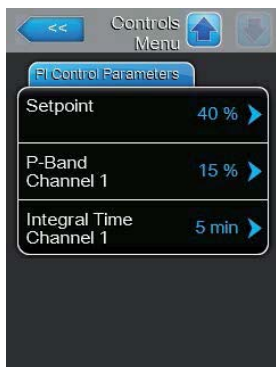 <<
Controls
Menu
PI Control Parameters
Setpoint
40 %
P-Band
Channel 1
15 %
Integral Time
Channel 1
5 min